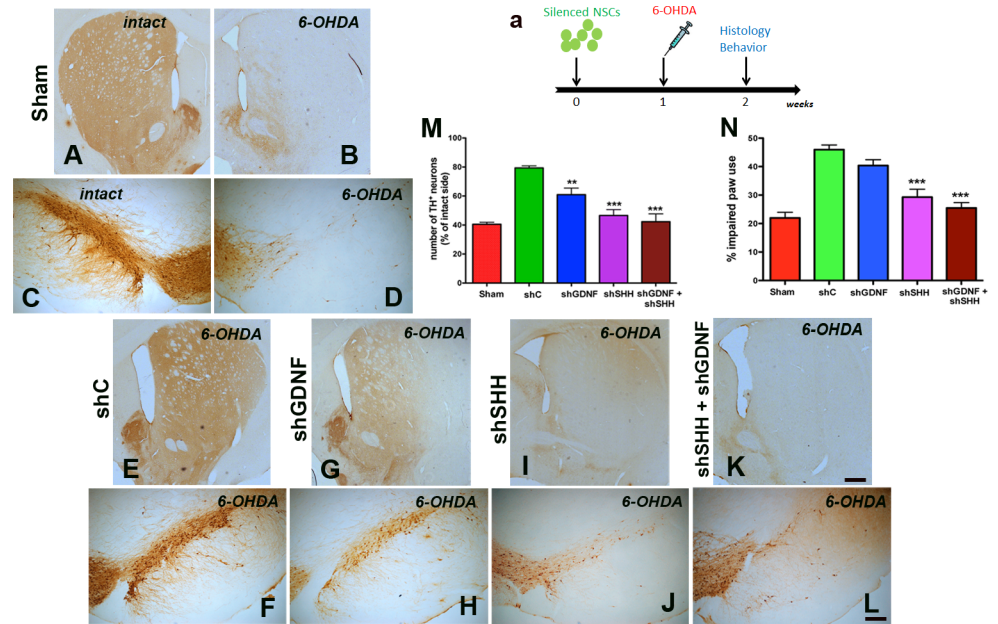 intact
6-OHDA
Sham
A
B
intact
6-OHDA
C
D
a
Silenced NSCs
6-OHDA
Histology
Behavior
0
1
2
weeks
M
number of TH⁺ neurons
(% of intact side)
100
80
60
40
20
0
**
***
***
Sham
shC
shGDNF
shSHH
shGDNF +
shSHH
N
% impaired paw use
60
50
40
30
20
10
0
***
***
Sham
shC
shGDNF
shSHH
shGDNF +
shSHH
shC
6-OHDA
E
shGDNF
6-OHDA
G
shSHH
6-OHDA
I
shSHH + shGDNF
6-OHDA
K
6-OHDA
F
6-OHDA
H
6-OHDA
J
6-OHDA
L